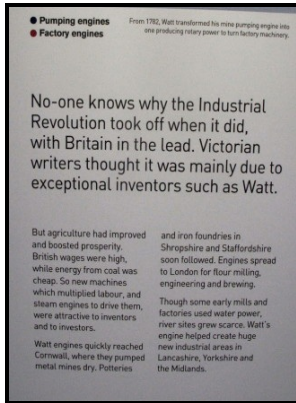 Pumping engines
Factory engines
From 1782, Watt transformed his mine pumping engine into
one producing rotary power to turn factory machinery.
No-one knows why the Industrial
Revolution took off when it did,
with Britain in the lead. Victorian
writers thought it was mainly due to
exceptional inventors such as Watt.
But agriculture had improved
and boosted prosperity.
British wages were high,
while energy from coal was
cheap. So new machines
which multiplied labour, and
steam engines to drive them,
were attractive to inventors
and to investors.
Watt engines quickly reached
Cornwall, where they pumped
metal mines dry. Potteries
and iron foundries in
Shropshire and Staffordshire
soon followed. Engines spread
to London for flour milling,
engineering and brewing.
Though some early mills and
factories used water power,
river sites grew scarce. Watt's
engine helped create huge
new industrial areas in
Lancashire, Yorkshire and
the Midlands.